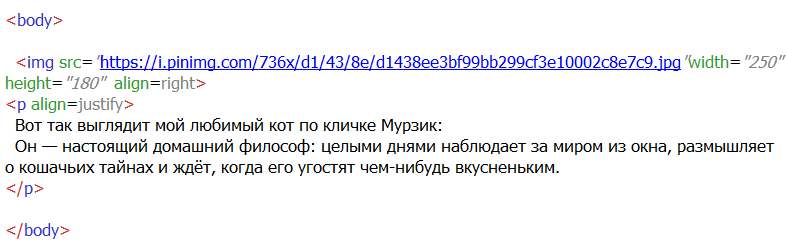 <body>
<img src="https://i.pinimg.com/736x/d1/43/8e/d1438ee3bf99bb299cf3e10002c8e7c9.jpg"width="250"
height="180" align=right>
<p align=justify>
Вот так выглядит мой любимый кот по кличке Мурзик:
Он — настоящий домашний философ: целыми днями наблюдает за миром из окна, размышляет
о кошачьих тайнах и ждёт, когда его угостят чем-нибудь вкусненьким.
</p>
</body>